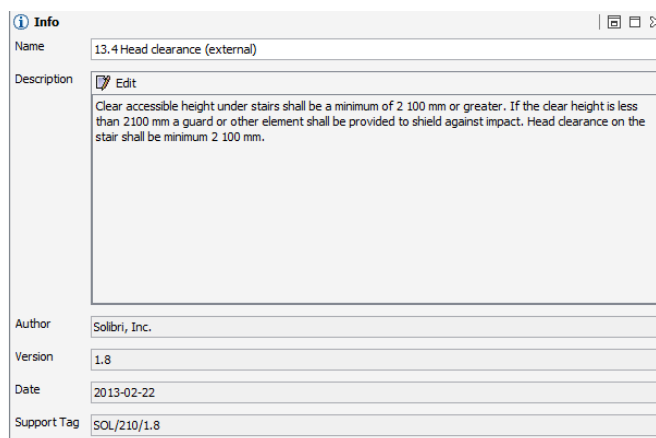 Info
Name
13.4 Head clearance (external)
Description
Edit
Clear accessible height under stairs shall be a minimum of 2 100 mm or greater. If the clear height is less
than 2100 mm a guard or other element shall be provided to shield against impact. Head clearance on the
stair shall be minimum 2 100 mm.
Author
Solibri, Inc.
Version
1.8
Date
2013-02-22
Support Tag
SOL/210/1.8